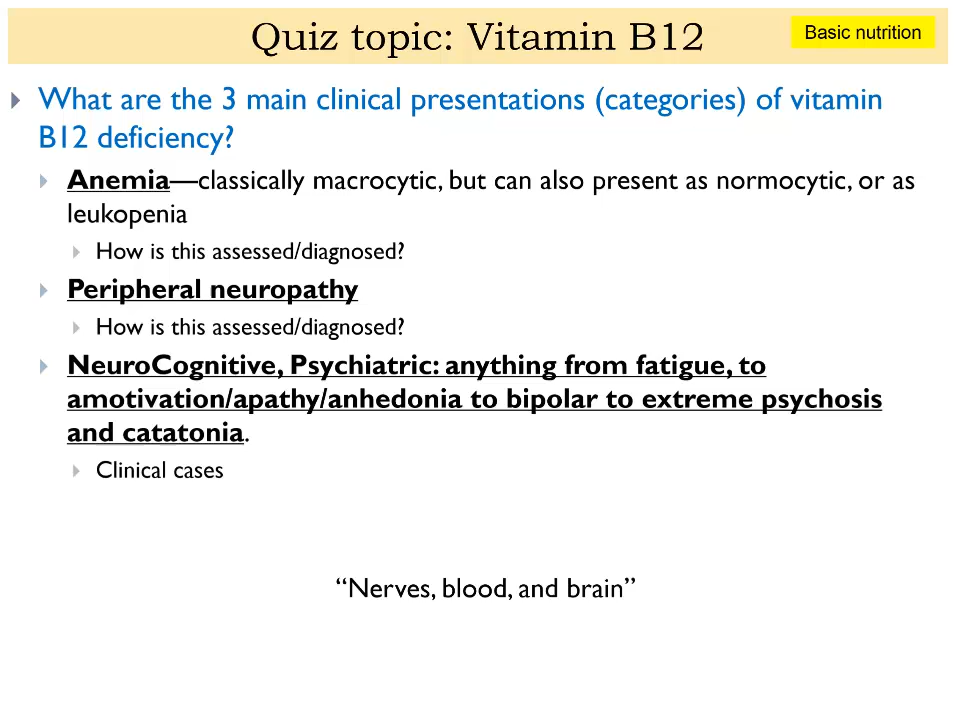 Quiz topic: Vitamin B12
Basic nutrition
What are the 3 main clinical presentations (categories) of vitamin
B12 deficiency?
Anemia—classically macrocytic, but can also present as normocytic, or as
leukopenia
How is this assessed/diagnosed?
Peripheral neuropathy
How is this assessed/diagnosed?
NeuroCognitive, Psychiatric: anything from fatigue, to
amotivation/apathy/anhedonia to bipolar to extreme psychosis
and catatonia.
Clinical cases
“Nerves, blood, and brain”